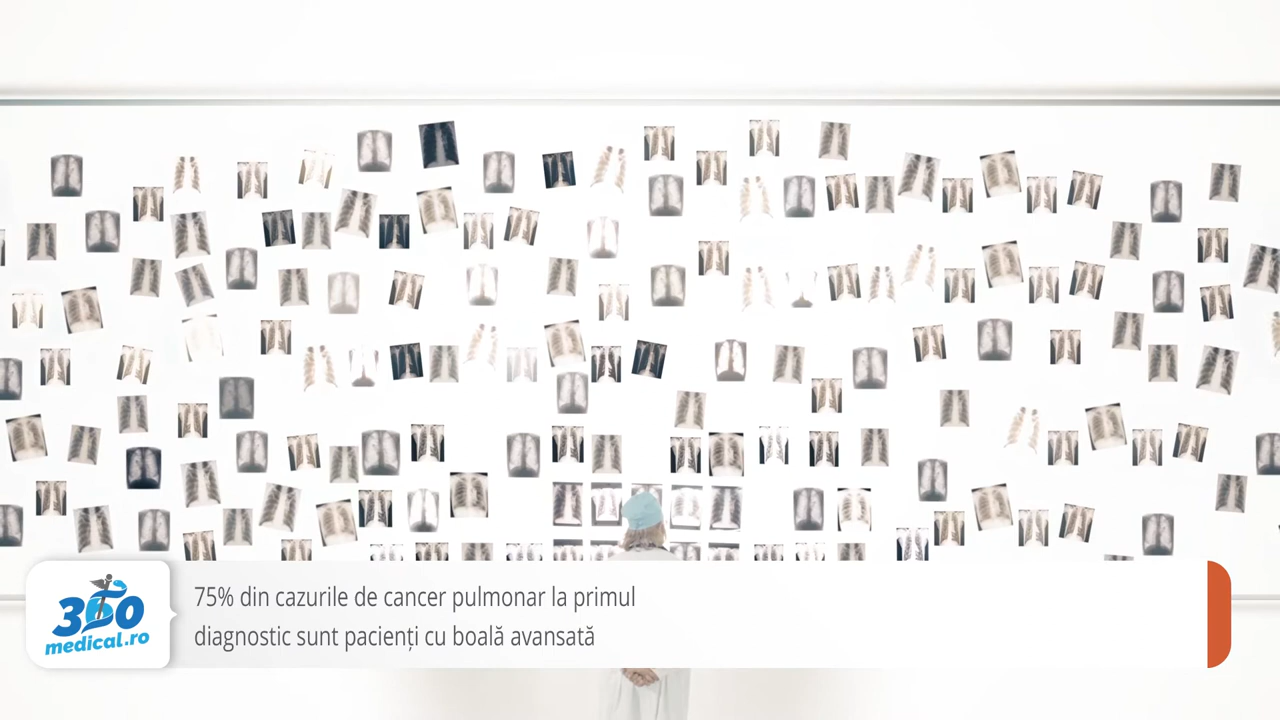 360
medical.ro
75% din cazurile de cancer pulmonar la primul
diagnostic sunt pacienți cu boală avansată